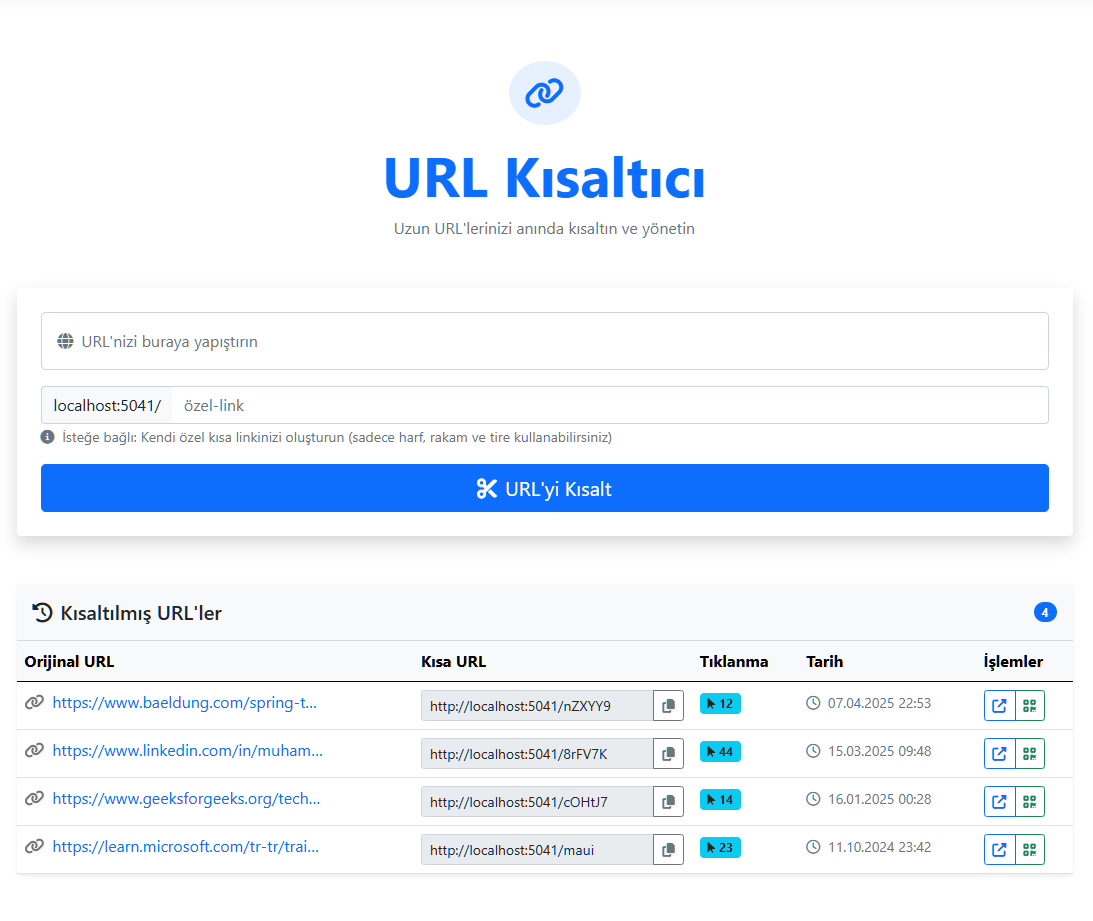 URL Kısaltıcı
Uzun URL'lerinizi anında kısaltın ve yönetin
URL'nizi buraya yapıştırın
localhost:5041/ özel-link
İsteğe bağlı: Kendi özel kısa linkinizi oluşturun (sadece harf, rakam ve tire kullanabilirsiniz)
URL'yi Kısalt
Kısaltılmış URL'ler 4
Orijinal URL Kısa URL Tıklanma Tarih İşlemler
https://www.baeldung.com/spring-t... http://localhost:5041/nZXYY9 12 07.04.2025 22:53
https://www.linkedin.com/in/muham... http://localhost:5041/8rFV7K 44 15.03.2025 09:48
https://www.geeksforgeeks.org/tech... http://localhost:5041/cOHtJ7 14 16.01.2025 00:28
https://learn.microsoft.com/tr-tr/trai... http://localhost:5041/maui 23 11.10.2024 23:42